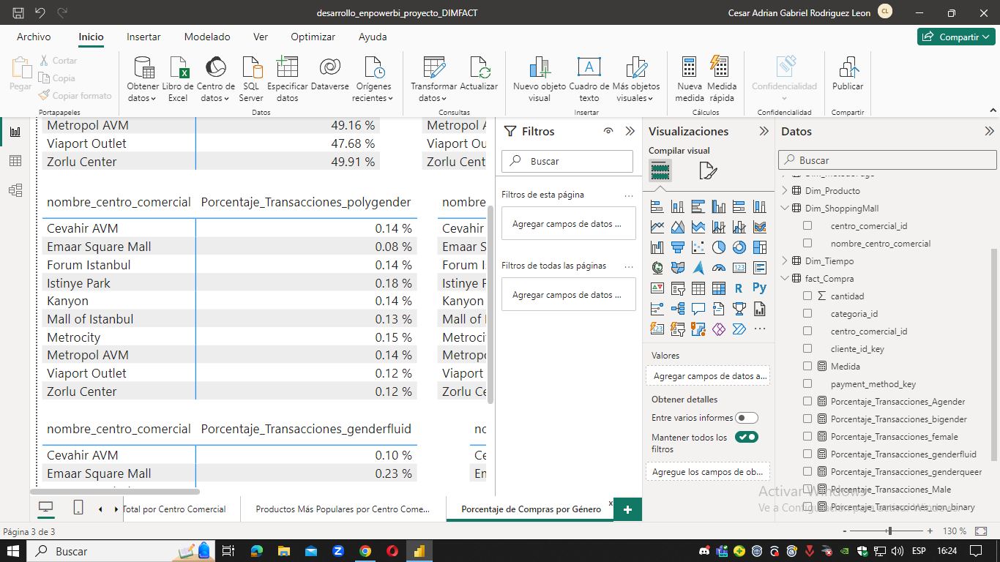 desarrollo_enpowerbi_proyecto_DIMFACT
Cesar Adrian Gabriel Rodriguez Leon
CL
Archivo
Inicio
Insertar
Modelado
Ver
Optimizar
Ayuda
Compartir
Pegar
Cortar
Copia
Copiar formato
Portapapeles
Obtener datos
Libro de Excel
Centro de datos
SQL Server
Especificar datos
Dataverse
Orígenes recientes
Datos
Transformar datos
Actualizar
Consultas
Nuevo objeto visual
Cuadro de texto
Más objetos visuales
Insertar
Nueva medida
Medida rápida
Cálculos
Confidencialidad
Confidencialidad
Publicar
Compartir
Metropol AVM 49.16 %
Viaport Outlet 47.68 %
Zorlu Center 49.91 %
Metropol A
Viaport Ou
Zorlu Cent
nombre_centro_comercial Porcentaje_Transacciones_polygender
Cevahir AVM 0.14 %
Emaar Square Mall 0.08 %
Forum Istanbul 0.14 %
Istinye Park 0.18 %
Kanyon 0.14 %
Mall of Istanbul 0.13 %
Metrocity 0.15 %
Metropol AVM 0.14 %
Viaport Outlet 0.12 %
Zorlu Center 0.12 %
nombre
Cevahir
Emaar S
Forum I
Istinye P
Kanyon
Mall of I
Metroci
Metropo
Viaport
Zorlu Ce
nombre_centro_comercial Porcentaje_Transacciones_genderfluid
Cevahir AVM 0.10 %
Emaar Square Mall 0.23 %
nc
Ce
En
Filtros
Buscar
Filtros de esta página ...
Agregar campos de datos ...
Filtros de todas las páginas ...
Agregar campos de datos ...
Visualizaciones
Compilar visual
123
R
Py
123
...
Valores
Agregar campos de datos a...
Obtener detalles
Entre varios informes
Mantener todos los
filtros
Agregue los campos de ob...
Datos
Buscar
Dim_Producto
Dim_ShoppingMall
centro_comercial_id
nombre_centro_comercial
Dim_Tiempo
fact_Compra
cantidad
categoria_id
centro_comercial_id
cliente_id_key
Medida
payment_method_key
Porcentaje_Transacciones_Agender
Porcentaje_Transacciones_bigender
Porcentaje_Transacciones_female
Porcentaje_Transacciones_genderfluid
Porcentaje_Transacciones_genderqueer
Porcentaje_Transacciones_Male
Porcentaje_Transacciones_non_binary
Activar Windows
Total por Centro Comercial
Productos Más Populares por Centro Come...
Porcentaje de Compras por Género
x
+
Página 3 de 3
- + 130 %
Buscar
ESP
16:24